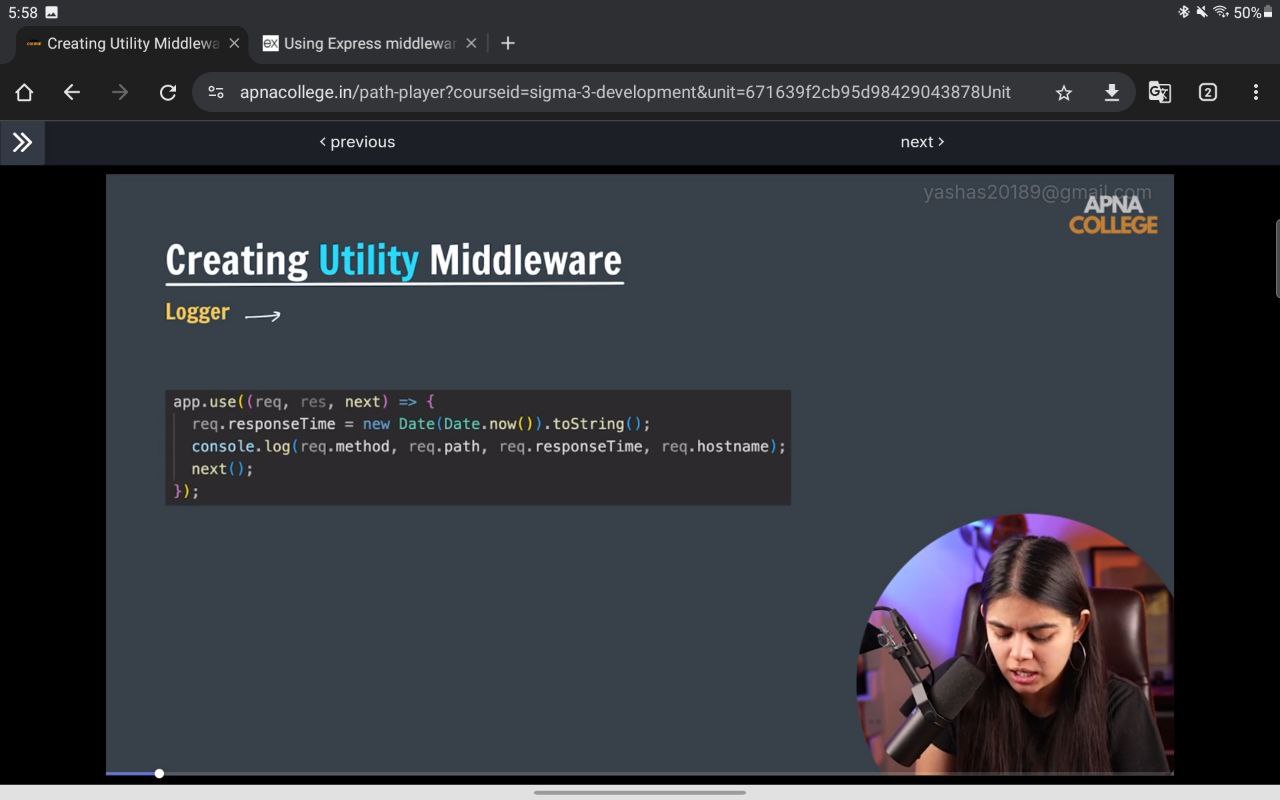 5:58
50%
Creating Utility Middlewa
Using Express middlewar
apnacollege.in/path-player?courseid=sigma-3-development&unit=671639f2cb95d98429043878Unit
2
< previous
next >
yashas20189@gmail.com
APNA
COLLEGE
Creating Utility Middleware
Logger
app.use((req, res, next) => {
req.responseTime = new Date(Date.now()).toString();
console.log(req.method, req.path, req.responseTime, req.hostname);
next();
});